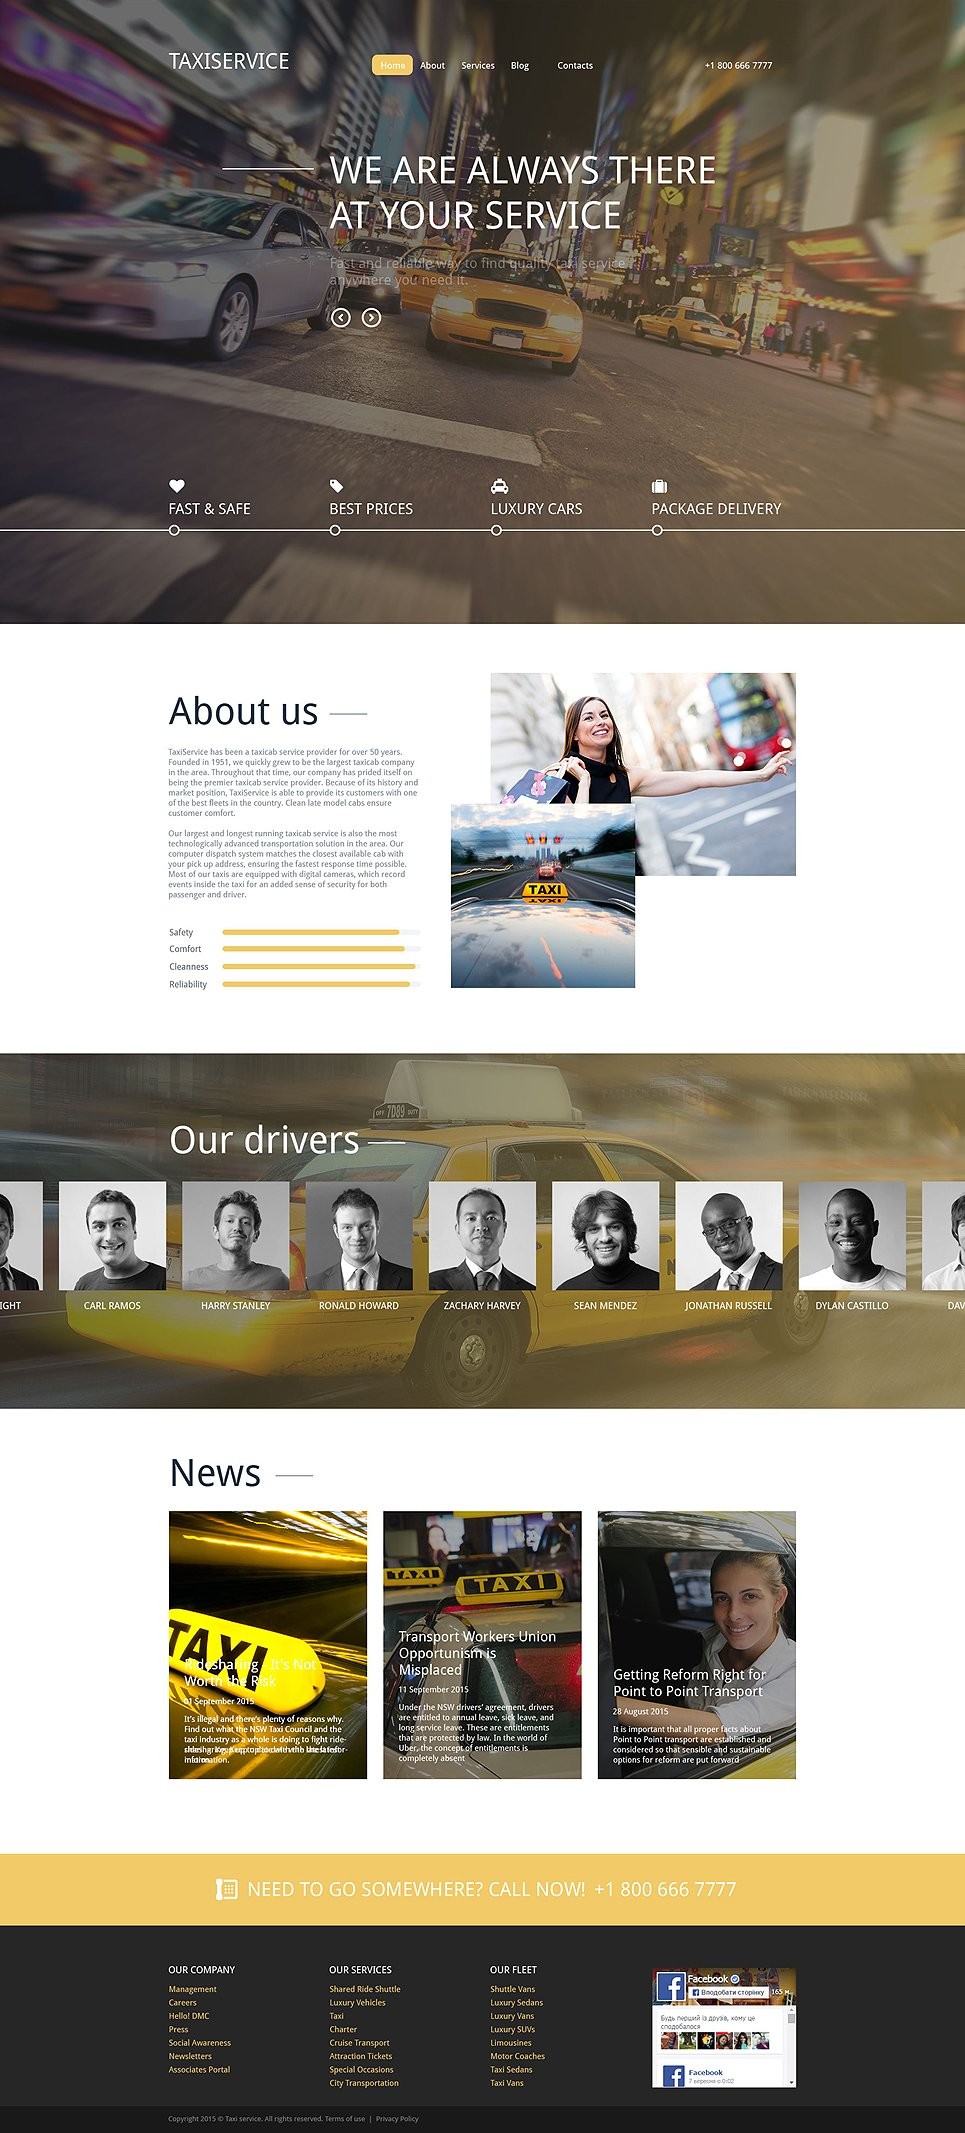 TAXISERVICE
Home About Services Blog Contacts
+1 800 666 7777
WE ARE ALWAYS THERE
AT YOUR SERVICE
Fast and reliable way to find quality taxi service
anywhere you need it.
FAST & SAFE
BEST PRICES
LUXURY CARS
PACKAGE DELIVERY
About us
TaxiService has been a taxicab service provider for over 50 years.
Founded in 1951, we quickly grew to be the largest taxicab company
in the area. Throughout that time, our company has prided itself on
being the premier taxicab service provider. Because of its history and
market position, TaxiService is able to provide its customers with one
of the best fleets in the country. Clean late model cabs ensure
customer comfort.
Our largest and longest running taxicab service is also the most
technologically advanced transportation solution in the area. Our
computer dispatch system matches the closest available cab with
your pick up address, ensuring the fastest response time possible.
Most of our taxis are equipped with digital cameras, which record
events inside the taxi for an added sense of security for both
passenger and driver.
Safety
Comfort
Cleanness
Reliability
TAXI
OFF 7D89 DUTY
Our drivers
IGHT
CARL RAMOS
HARRY STANLEY
RONALD HOWARD
ZACHARY HARVEY
SEAN MENDEZ
JONATHAN RUSSELL
DYLAN CASTILLO
DAV
News
TAXI
Ridesharing - It's Not
Worth the Risk
01 September 2015
It's illegal and there's plenty of reasons why.
Find out what the NSW Taxi Council and the
taxi industry as a whole is doing to fight ride-
TAXI
TAXI
Transport Workers Union
Opportunism is
Misplaced
11 September 2015
Under the NSW drivers' agreement, drivers
are entitled to annual leave, sick leave, and
long service leave. These are entitlements
that are protected by law. In the world of
Uber, the concept of entitlements is
completely absent
Getting Reform Right for
Point to Point Transport
28 August 2015
It is important that all proper facts about
Point to Point transport are established and
considered so that sensible and sustainable
options for reform are put forward
NEED TO GO SOMEWHERE? CALL NOW! +1 800 666 7777
OUR COMPANY
Management
Careers
Hello! DMC
Press
Social Awareness
Newsletters
Associates Portal
OUR SERVICES
Shared Ride Shuttle
Luxury Vehicles
Taxi
Charter
Cruise Transport
Attraction Tickets
Special Occasions
City Transportation
OUR FLEET
Shuttle Vans
Luxury Sedans
Luxury Vans
Luxury SUVs
Limousines
Motor Coaches
Taxi Sedans
Taxi Vans
Facebook
Вподобати сторінку
165 м
Будь перший із друзів, кому це
сподобалося
Facebook
7 вересня о 0:02
Copyright 2015 © Taxi service. All rights reserved. Terms of use | Privacy Policy